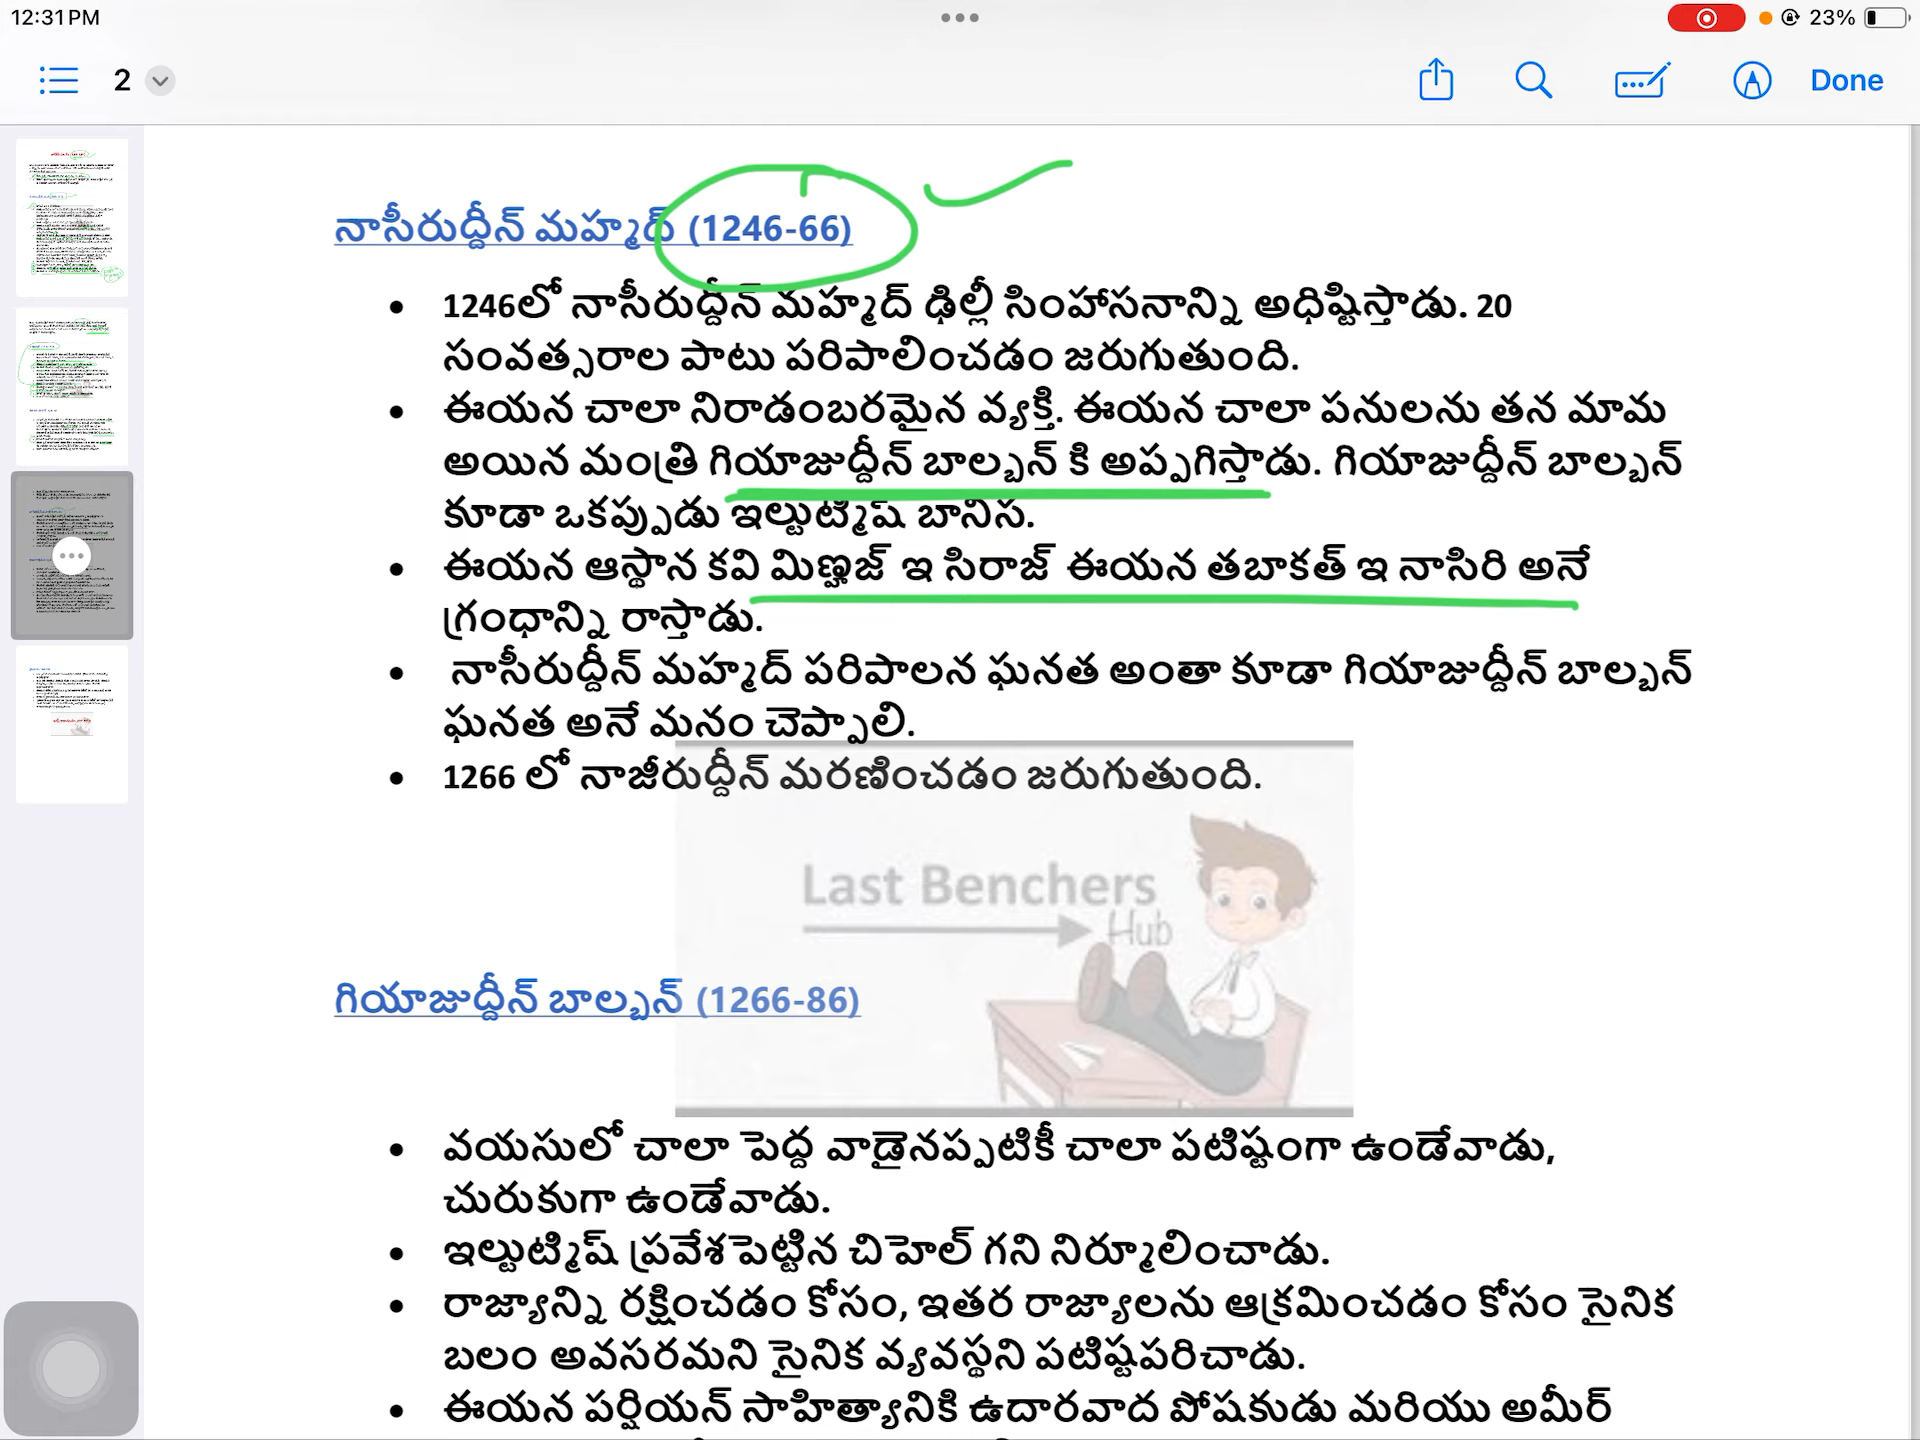 12:31 PM
23%
2
Done
నాసీరుద్దీన్ మహ్మద్ (1246-66)
• 1246లో నాసీరుద్దీన్ మహ్మద్ ఢిల్లీ సింహాసనాన్ని అధిష్టిస్తాడు. 20
సంవత్సరాల పాటు పరిపాలించడం జరుగుతుంది.
• ఈయన చాలా నిరాడంబరమైన వ్యక్తి. ఈయన చాలా పనులను తన మామ
అయిన మంత్రి గియాజుద్దీన్ బాల్బన్ కి అప్పగిస్తాడు. గియాజుద్దీన్ బాల్బన్
కూడా ఒకప్పుడు ఇల్టుట్మిష్ బానిస.
• ఈయన ఆస్థాన కవి మిణ్హజ్ ఇ సిరాజ్ ఈయన తబాకత్ ఇ నాసిరి అనే
గ్రంధాన్ని రాస్తాడు.
• నాసీరుద్దీన్ మహ్మద్ పరిపాలన ఘనత అంతా కూడా గియాజుద్దీన్ బాల్బన్
ఘనత అనే మనం చెప్పాలి.
• 1266 లో నాజీరుద్దీన్ మరణించడం జరుగుతుంది.
Last Benchers
Hub
గియాజుద్దీన్ బాల్బన్ (1266-86)
• వయసులో చాలా పెద్ద వాడైనప్పటికీ చాలా పటిష్టంగా ఉండేవాడు,
చురుకుగా ఉండేవాడు.
• ఇల్టుట్మిష్ ప్రవేశపెట్టిన చిహెల్ గని నిర్మూలించాడు.
• రాజ్యాన్ని రక్షించడం కోసం, ఇతర రాజ్యాలను ఆక్రమించడం కోసం సైనిక
బలం అవసరమని సైనిక వ్యవస్థని పటిష్టపరిచాడు.
• ఈయన పర్షియన్ సాహిత్యానికి ఉదారవాద పోషకుడు మరియు అమీర్